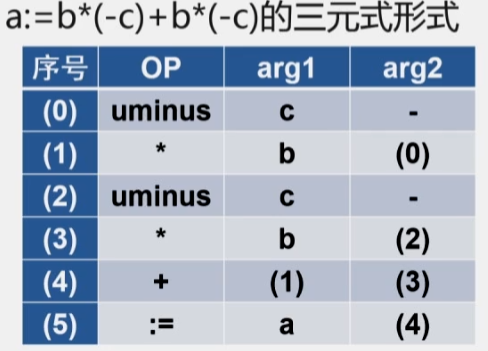 a:=b*(-c)+b*(-c)的三元式形式
序号 OP arg1 arg2
(0) uminus c -
(1) * b (0)
(2) uminus c -
(3) * b (2)
(4) + (1) (3)
(5) := a (4)